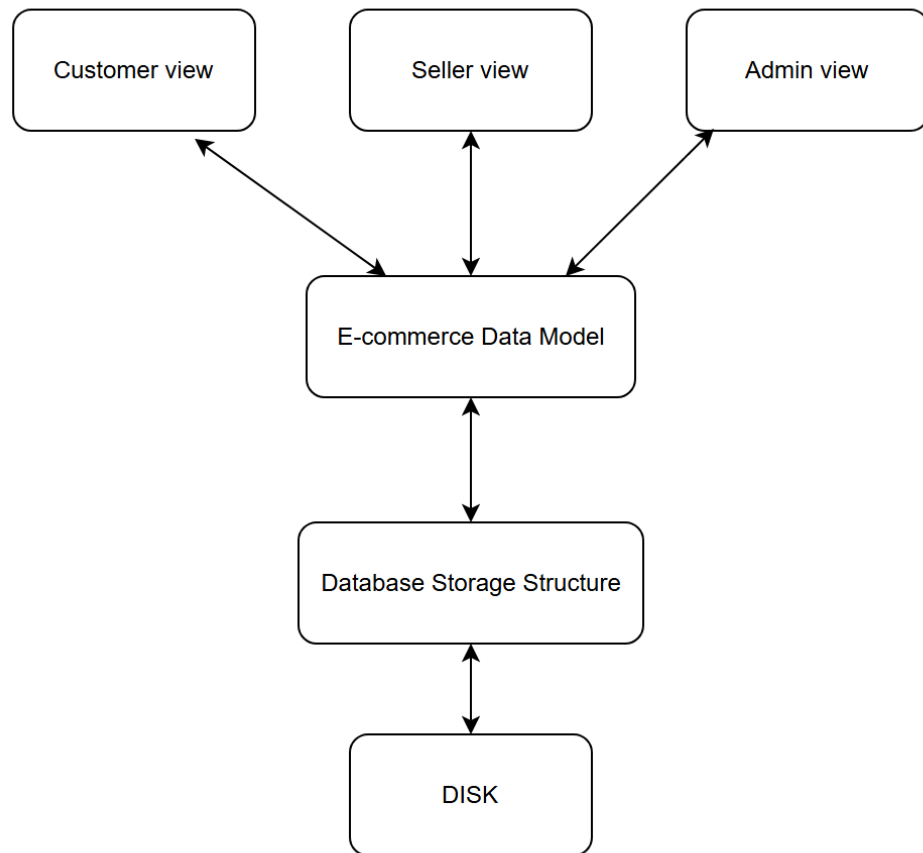 Customer view
Seller view
Admin view
E-commerce Data Model
Database Storage Structure
DISK